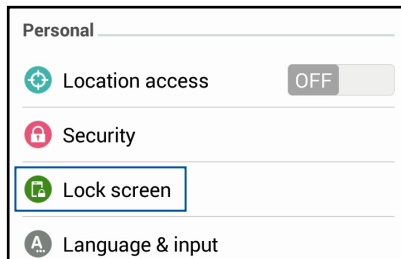 Personal
Location access OFF
Security
Lock screen
A
Language & input